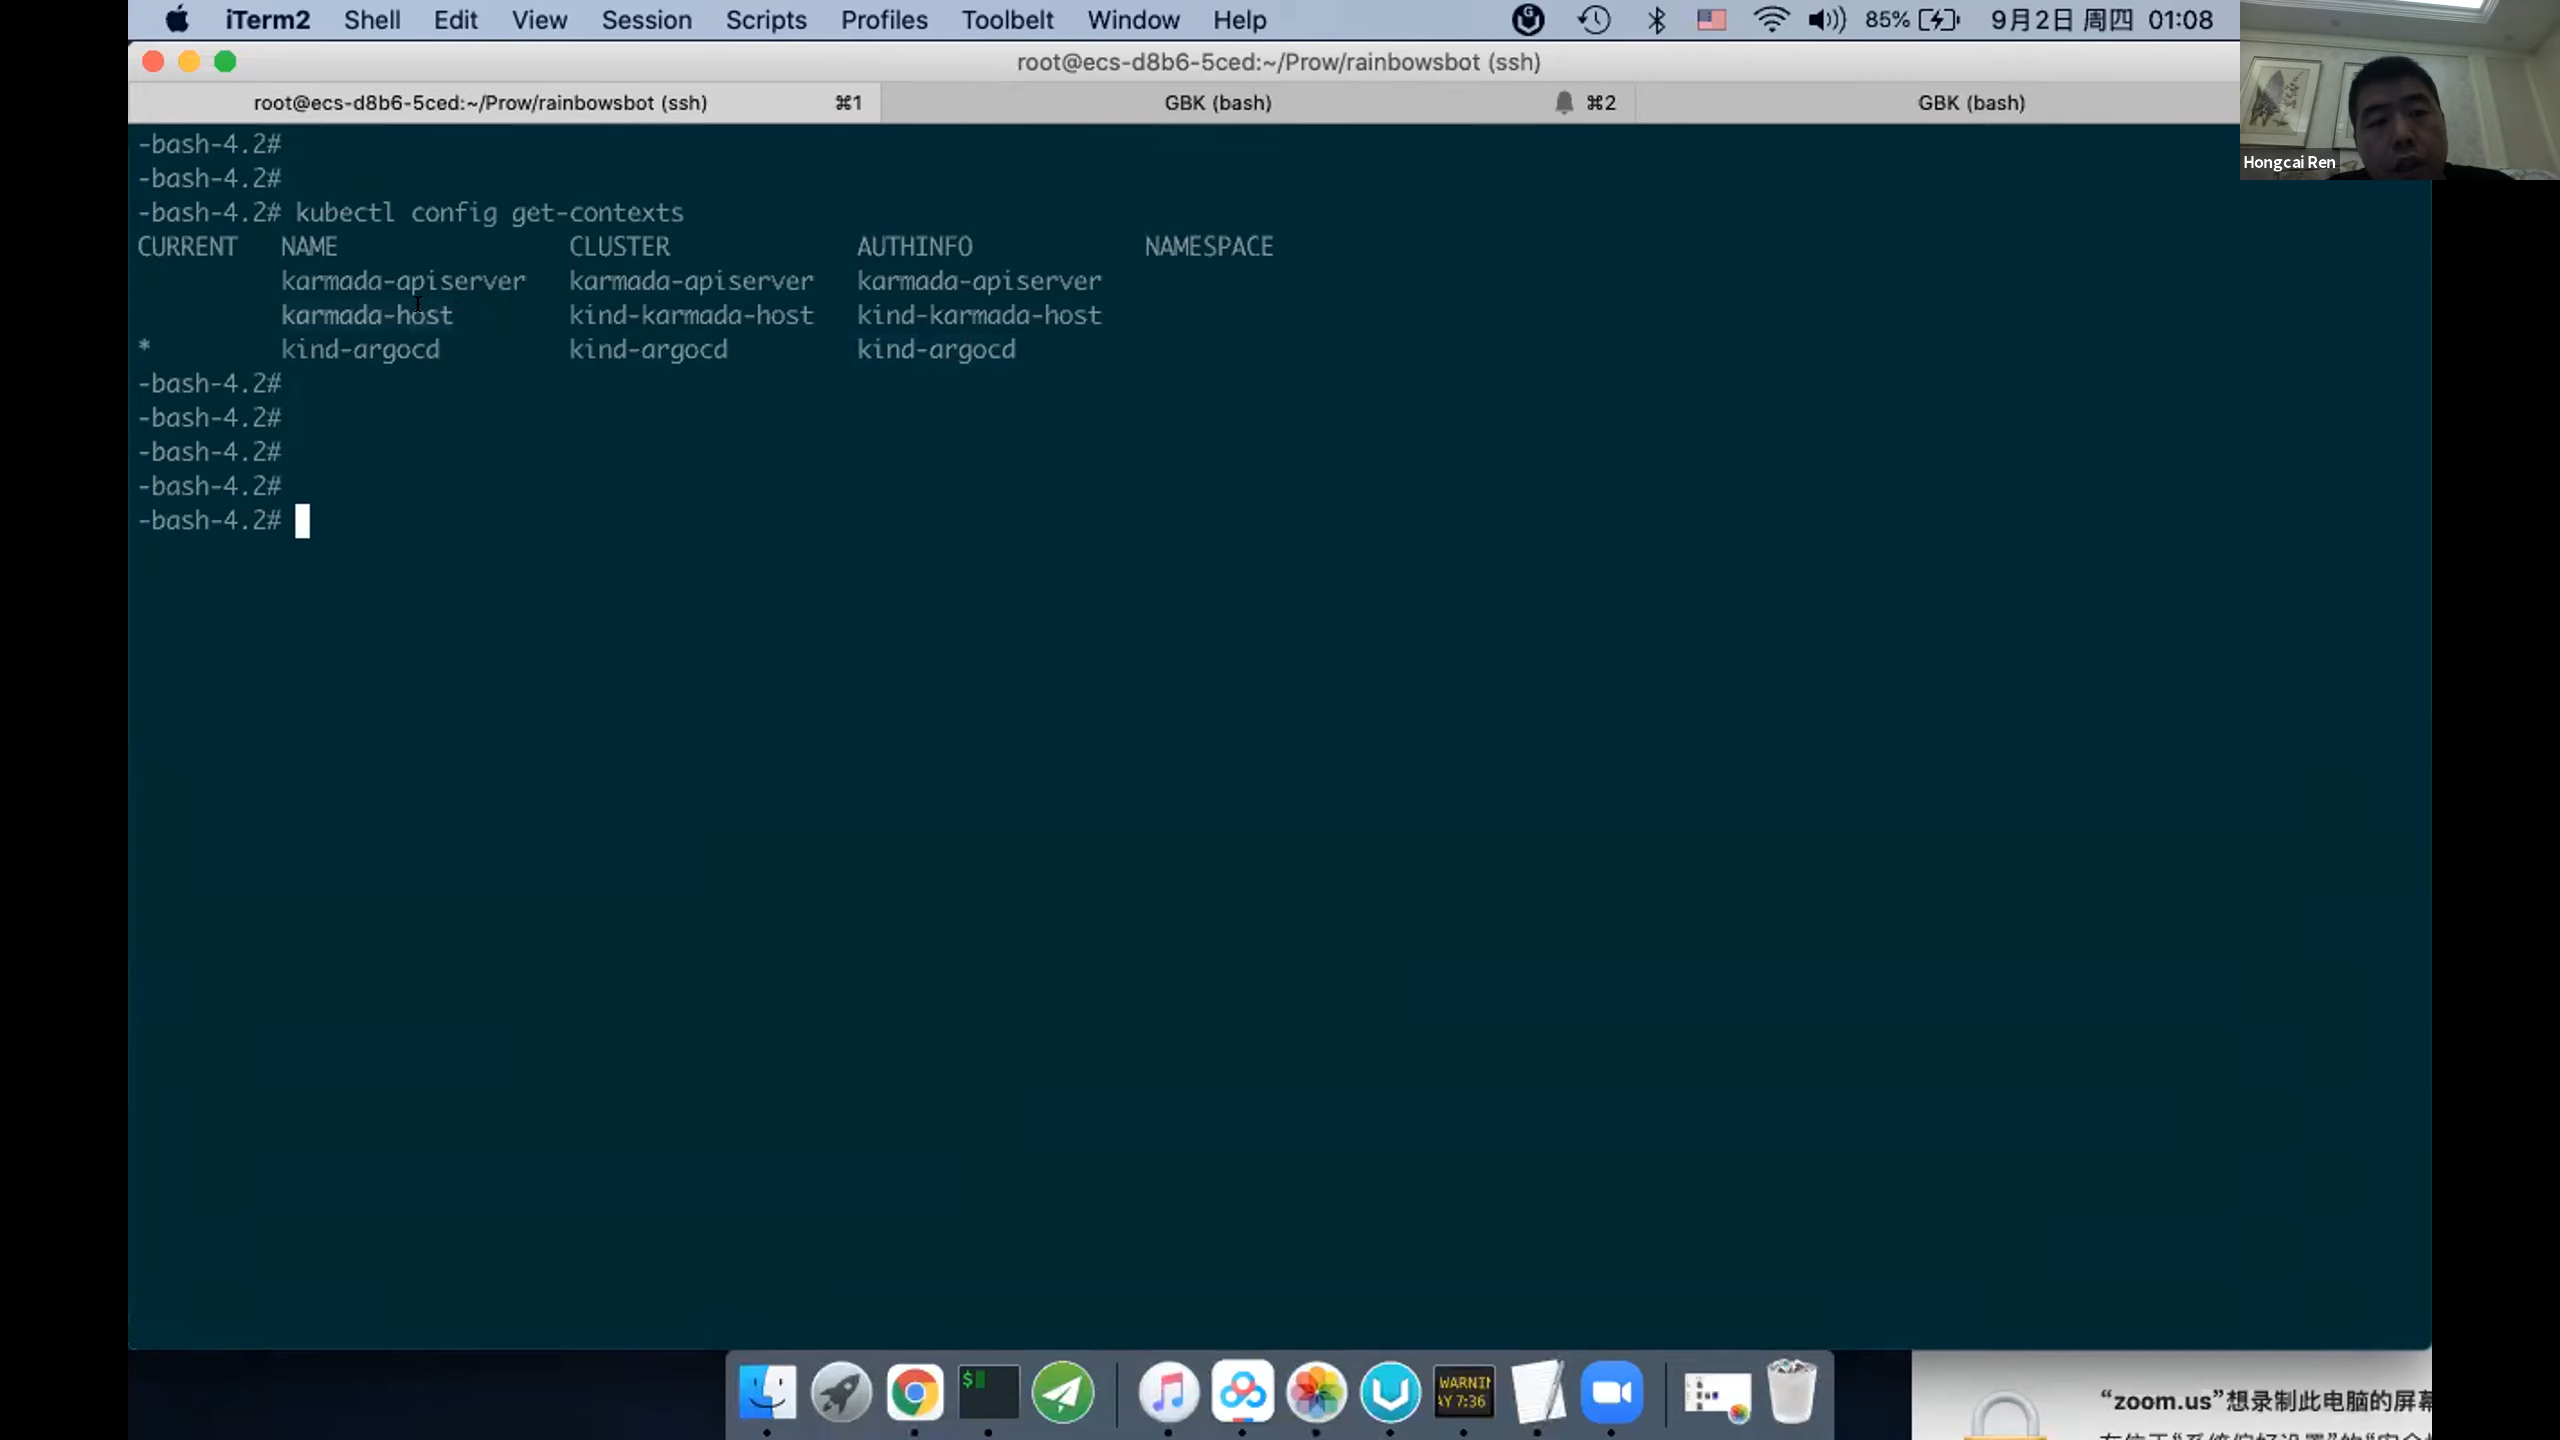 iTerm2 Shell Edit View Session Scripts Profiles Toolbelt Window Help 85% 9月2日 周四 01:08
root@ecs-d8b6-5ced:~/Prow/rainbowsbot (ssh)
root@ecs-d8b6-5ced:~/Prow/rainbowsbot (ssh) ⌘1 GBK (bash) ⌘2 GBK (bash)
Hongcai Ren
-bash-4.2#
-bash-4.2#
-bash-4.2# kubectl config get-contexts
CURRENT NAME CLUSTER AUTHINFO NAMESPACE
karmada-apiserver karmada-apiserver karmada-apiserver
karmada-host kind-karmada-host kind-karmada-host
* kind-argocd kind-argocd kind-argocd
-bash-4.2#
-bash-4.2#
-bash-4.2#
-bash-4.2#
-bash-4.2#
$
WARNIN
AY 7:36
“zoom.us”想录制此电脑的屏幕